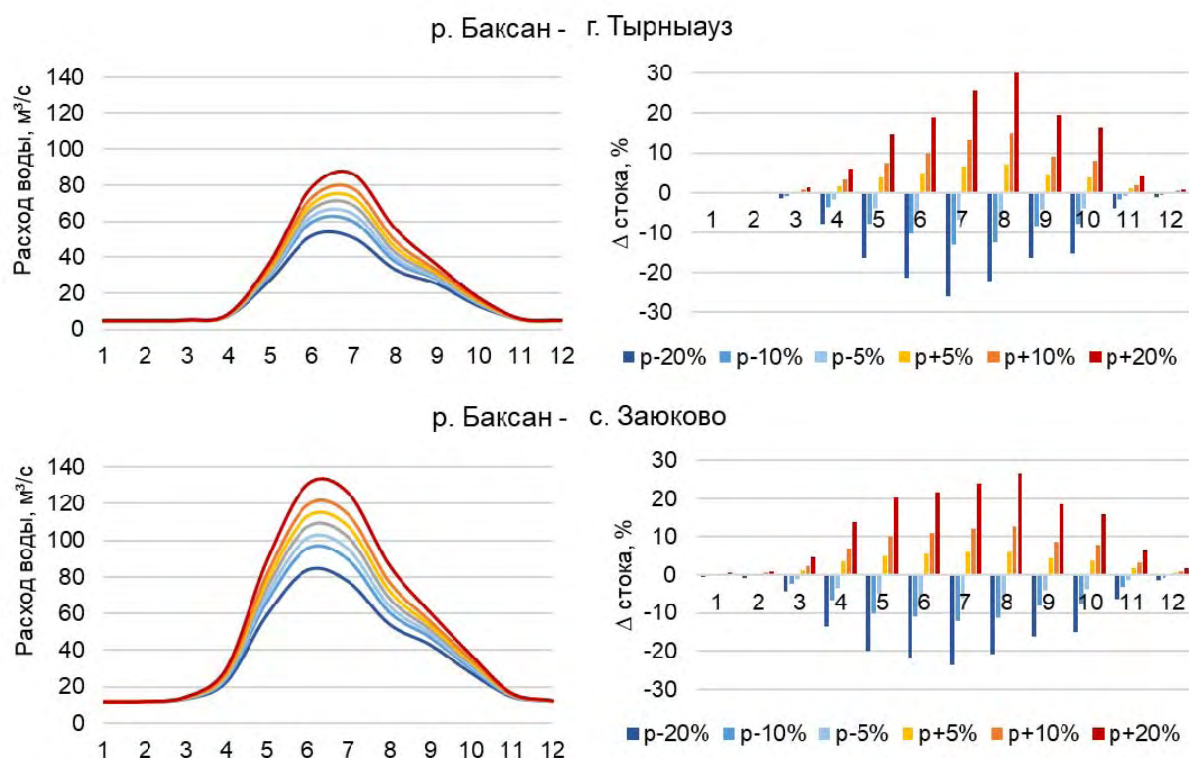 р. Баксан - г. Тырныауз
Расход воды, м³/с
140
120
100
80
60
40
20
0
1 2 3 4 5 6 7 8 9 10 11 12
Δ стока, %
30
20
10
0
-10
-20
-30
1 2 3 4 5 6 7 8 9 10 11 12
p-20% p-10% p-5% p+5% p+10% p+20%
р. Баксан - с. Заюково
Расход воды, м³/с
140
120
100
80
60
40
20
0
1 2 3 4 5 6 7 8 9 10 11 12
Δ стока, %
30
20
10
0
-10
-20
-30
1 2 3 4 5 6 7 8 9 10 11 12
p-20% p-10% p-5% p+5% p+10% p+20%